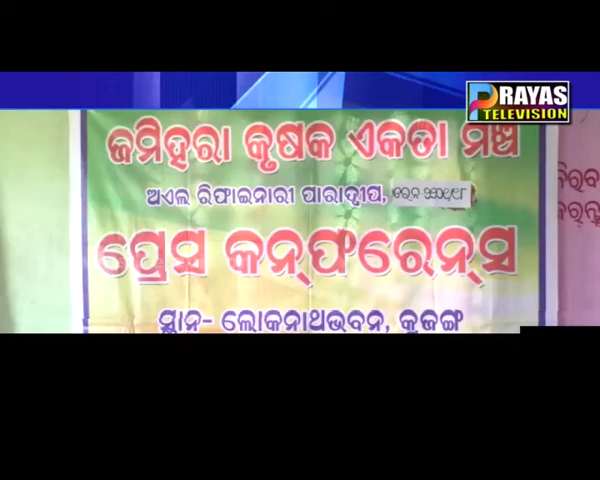 PRAYAS
TELEVISION
ଜମିହରା କୃଷକ ଏକତା ମଞ୍ଚ
ଅଏଲ ରିଫାଇନାରୀ ପାରାଦ୍ୱୀପ,
ପ୍ରେସ କନ୍‌ଫରେନ୍‌ସ
ସ୍ଥାନ- ଲୋକନାଥଭବନ, କୁଜଙ୍ଗ